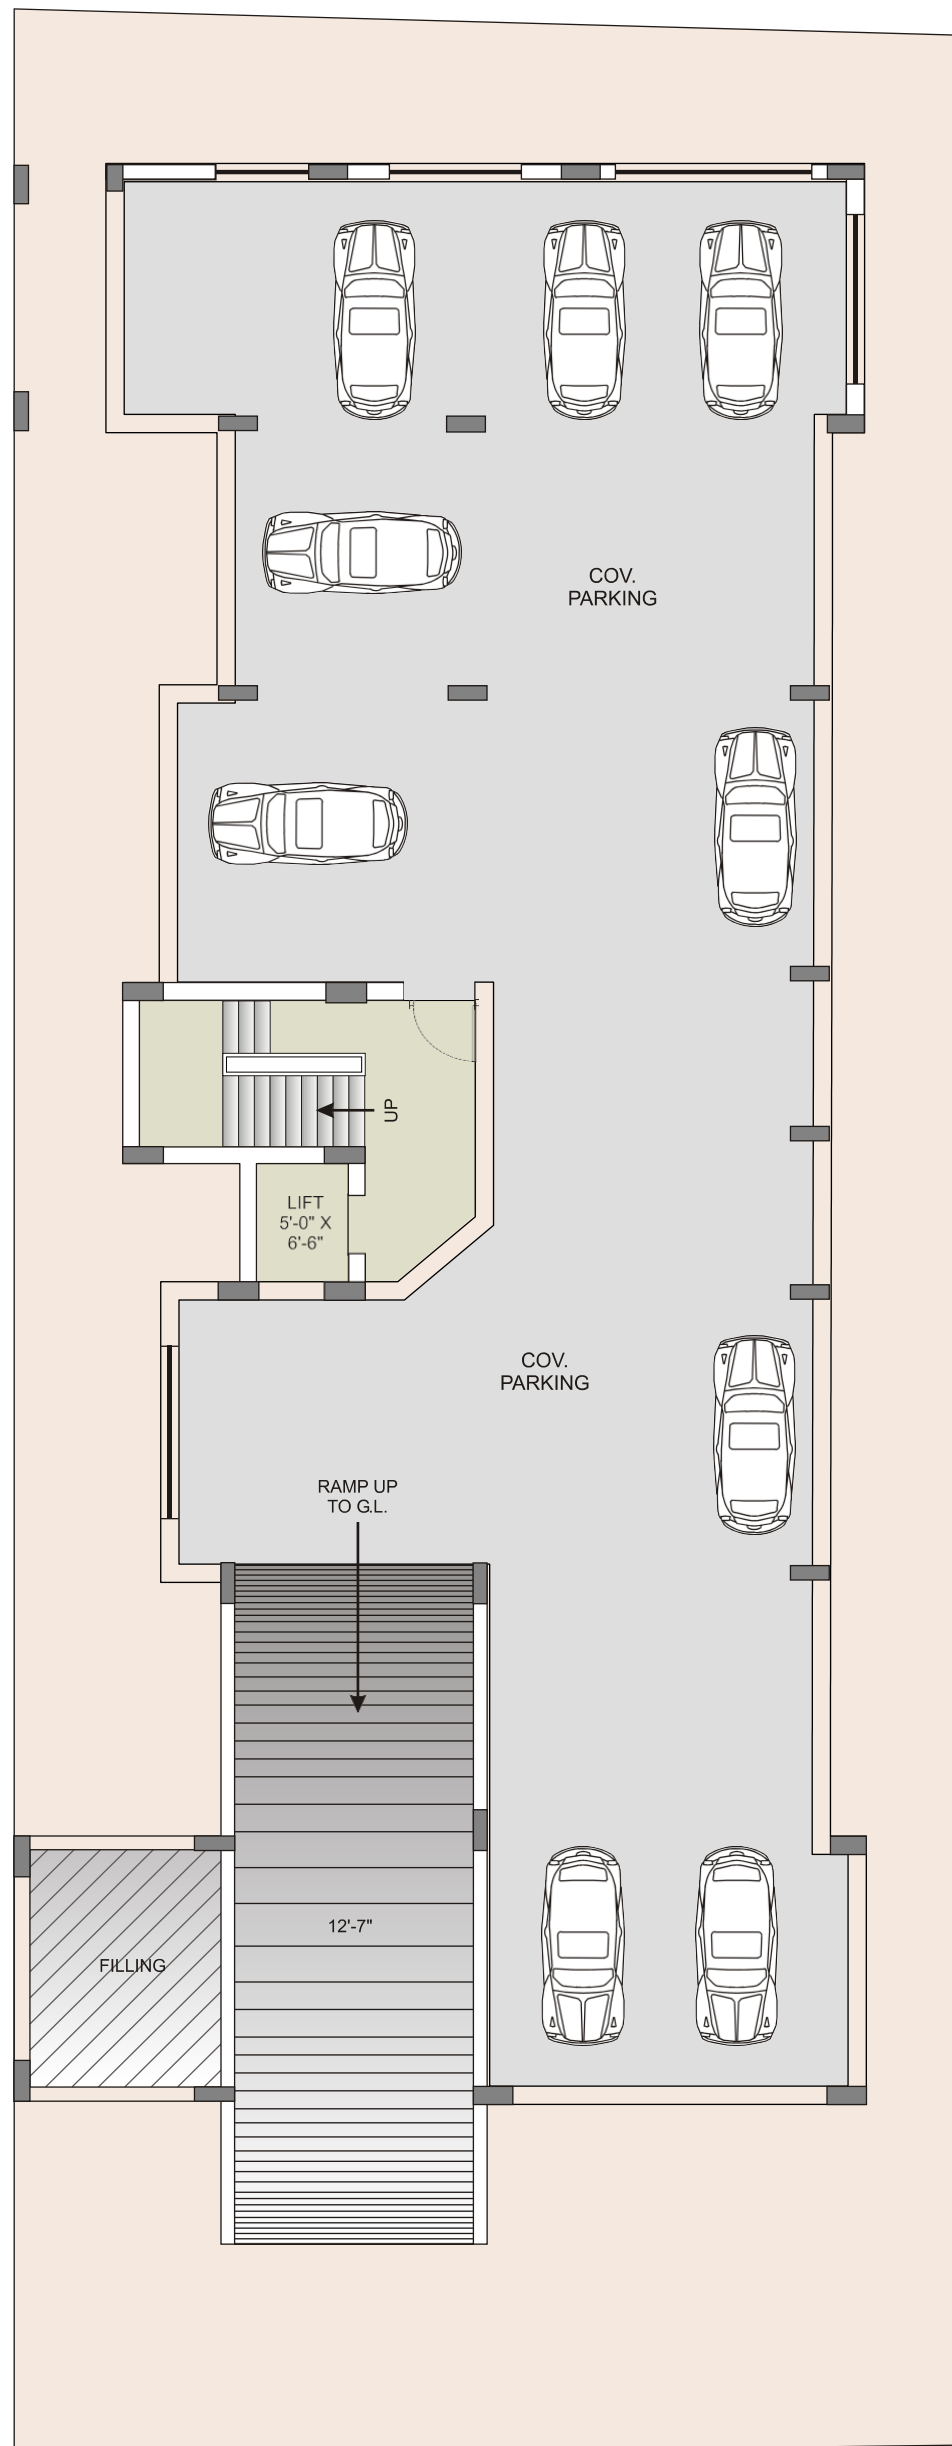 COV.
PARKING
UP
LIFT
5'-0" X
6'-6"
COV.
PARKING
RAMP UP
TO G.L.
12'-7"
FILLING